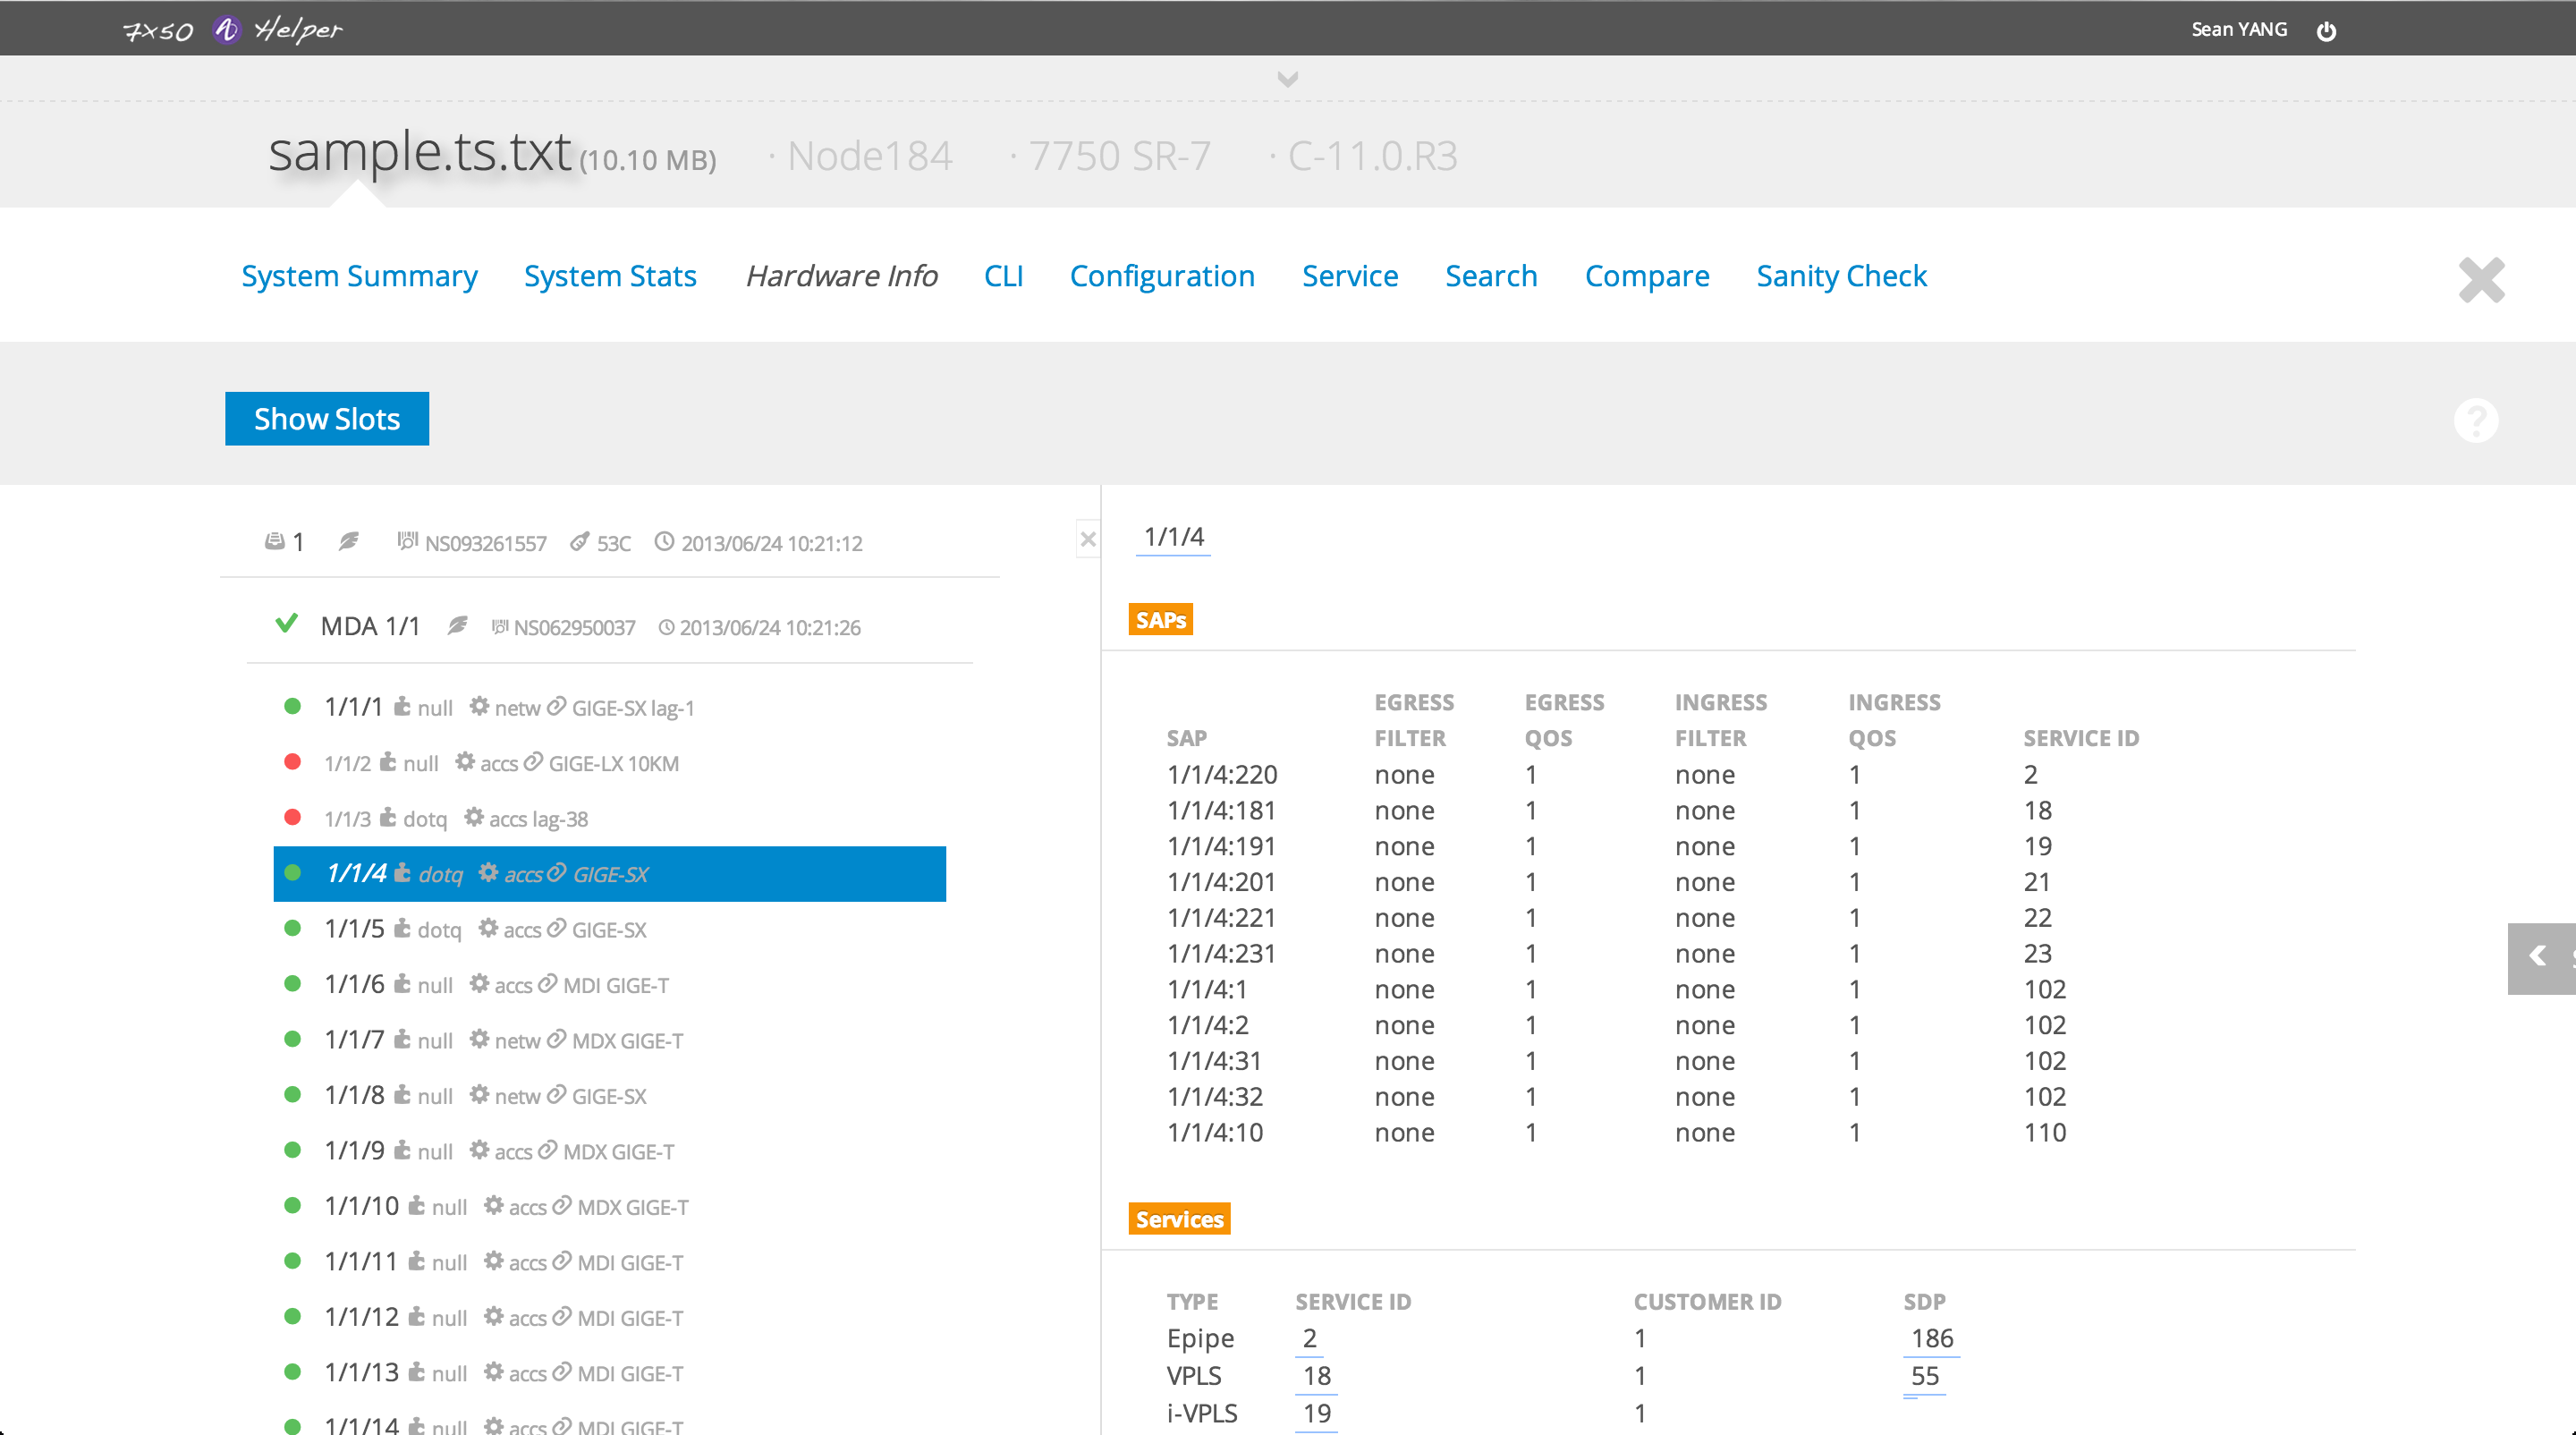 7x50 Helper
Sean YANG
sample.ts.txt (10.10 MB) · Node184 · 7750 SR-7 · C-11.0.R3
System Summary System Stats Hardware Info CLI Configuration Service Search Compare Sanity Check
Show Slots
?
1 NS093261557 53C 2013/06/24 10:21:12
MDA 1/1 NS062950037 2013/06/24 10:21:26
1/1/1 null netw GIGE-SX lag-1
1/1/2 null accs GIGE-LX 10KM
1/1/3 dotq accs lag-38
1/1/4 dotq accs GIGE-SX
1/1/5 dotq accs GIGE-SX
1/1/6 null accs MDI GIGE-T
1/1/7 null netw MDX GIGE-T
1/1/8 null netw GIGE-SX
1/1/9 null accs MDX GIGE-T
1/1/10 null accs MDX GIGE-T
1/1/11 null accs MDI GIGE-T
1/1/12 null accs MDI GIGE-T
1/1/13 null accs MDI GIGE-T
1/1/14 null accs MDI GIGE-T
1/1/4
SAPs
EGRESS EGRESS INGRESS INGRESS
SAP FILTER QOS FILTER QOS SERVICE ID
1/1/4:220 none 1 none 1 2
1/1/4:181 none 1 none 1 18
1/1/4:191 none 1 none 1 19
1/1/4:201 none 1 none 1 21
1/1/4:221 none 1 none 1 22
1/1/4:231 none 1 none 1 23
1/1/4:1 none 1 none 1 102
1/1/4:2 none 1 none 1 102
1/1/4:31 none 1 none 1 102
1/1/4:32 none 1 none 1 102
1/1/4:10 none 1 none 1 110
Services
TYPE SERVICE ID CUSTOMER ID SDP
Epipe 2 1 186
VPLS 18 1 55
i-VPLS 19 1